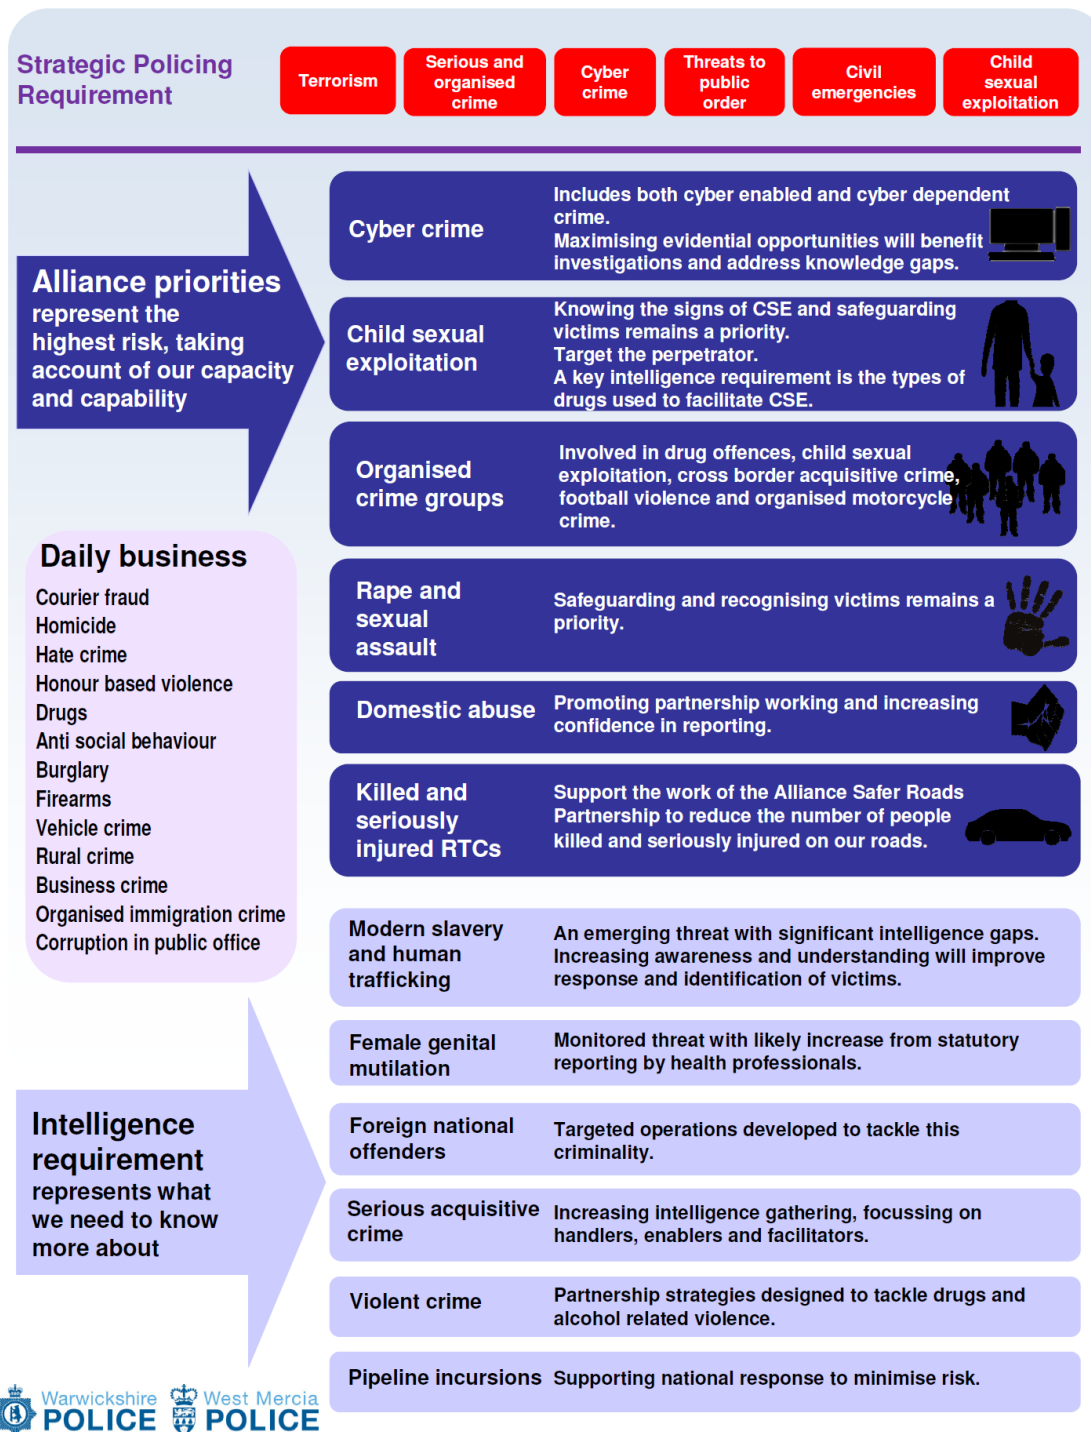 Strategic Policing
Requirement
Terrorism
Serious and
organised
crime
Cyber
crime
Threats to
public
order
Civil
emergencies
Child
sexual
exploitation
Alliance priorities
represent the
highest risk, taking
account of our capacity
and capability
Cyber crime
Includes both cyber enabled and cyber dependent
crime.
Maximising evidential opportunities will benefit
investigations and address knowledge gaps.
Child sexual
exploitation
Knowing the signs of CSE and safeguarding
victims remains a priority.
Target the perpetrator.
A key intelligence requirement is the types of
drugs used to facilitate CSE.
Organised
crime groups
Involved in drug offences, child sexual
exploitation, cross border acquisitive crime,
football violence and organised motorcycle
crime.
Rape and
sexual
assault
Safeguarding and recognising victims remains a
priority.
Domestic abuse
Promoting partnership working and increasing
confidence in reporting.
Killed and
seriously
injured RTCs
Support the work of the Alliance Safer Roads
Partnership to reduce the number of people
killed and seriously injured on our roads.
Daily business
Courier fraud
Homicide
Hate crime
Honour based violence
Drugs
Anti social behaviour
Burglary
Firearms
Vehicle crime
Rural crime
Business crime
Organised immigration crime
Corruption in public office
Intelligence
requirement
represents what
we need to know
more about
Modern slavery
and human
trafficking
An emerging threat with significant intelligence gaps.
Increasing awareness and understanding will improve
response and identification of victims.
Female genital
mutilation
Monitored threat with likely increase from statutory
reporting by health professionals.
Foreign national
offenders
Targeted operations developed to tackle this
criminality.
Serious acquisitive
crime
Increasing intelligence gathering, focussing on
handlers, enablers and facilitators.
Violent crime
Partnership strategies designed to tackle drugs and
alcohol related violence.
Pipeline incursions
Supporting national response to minimise risk.
Warwickshire
POLICE
West Mercia
POLICE